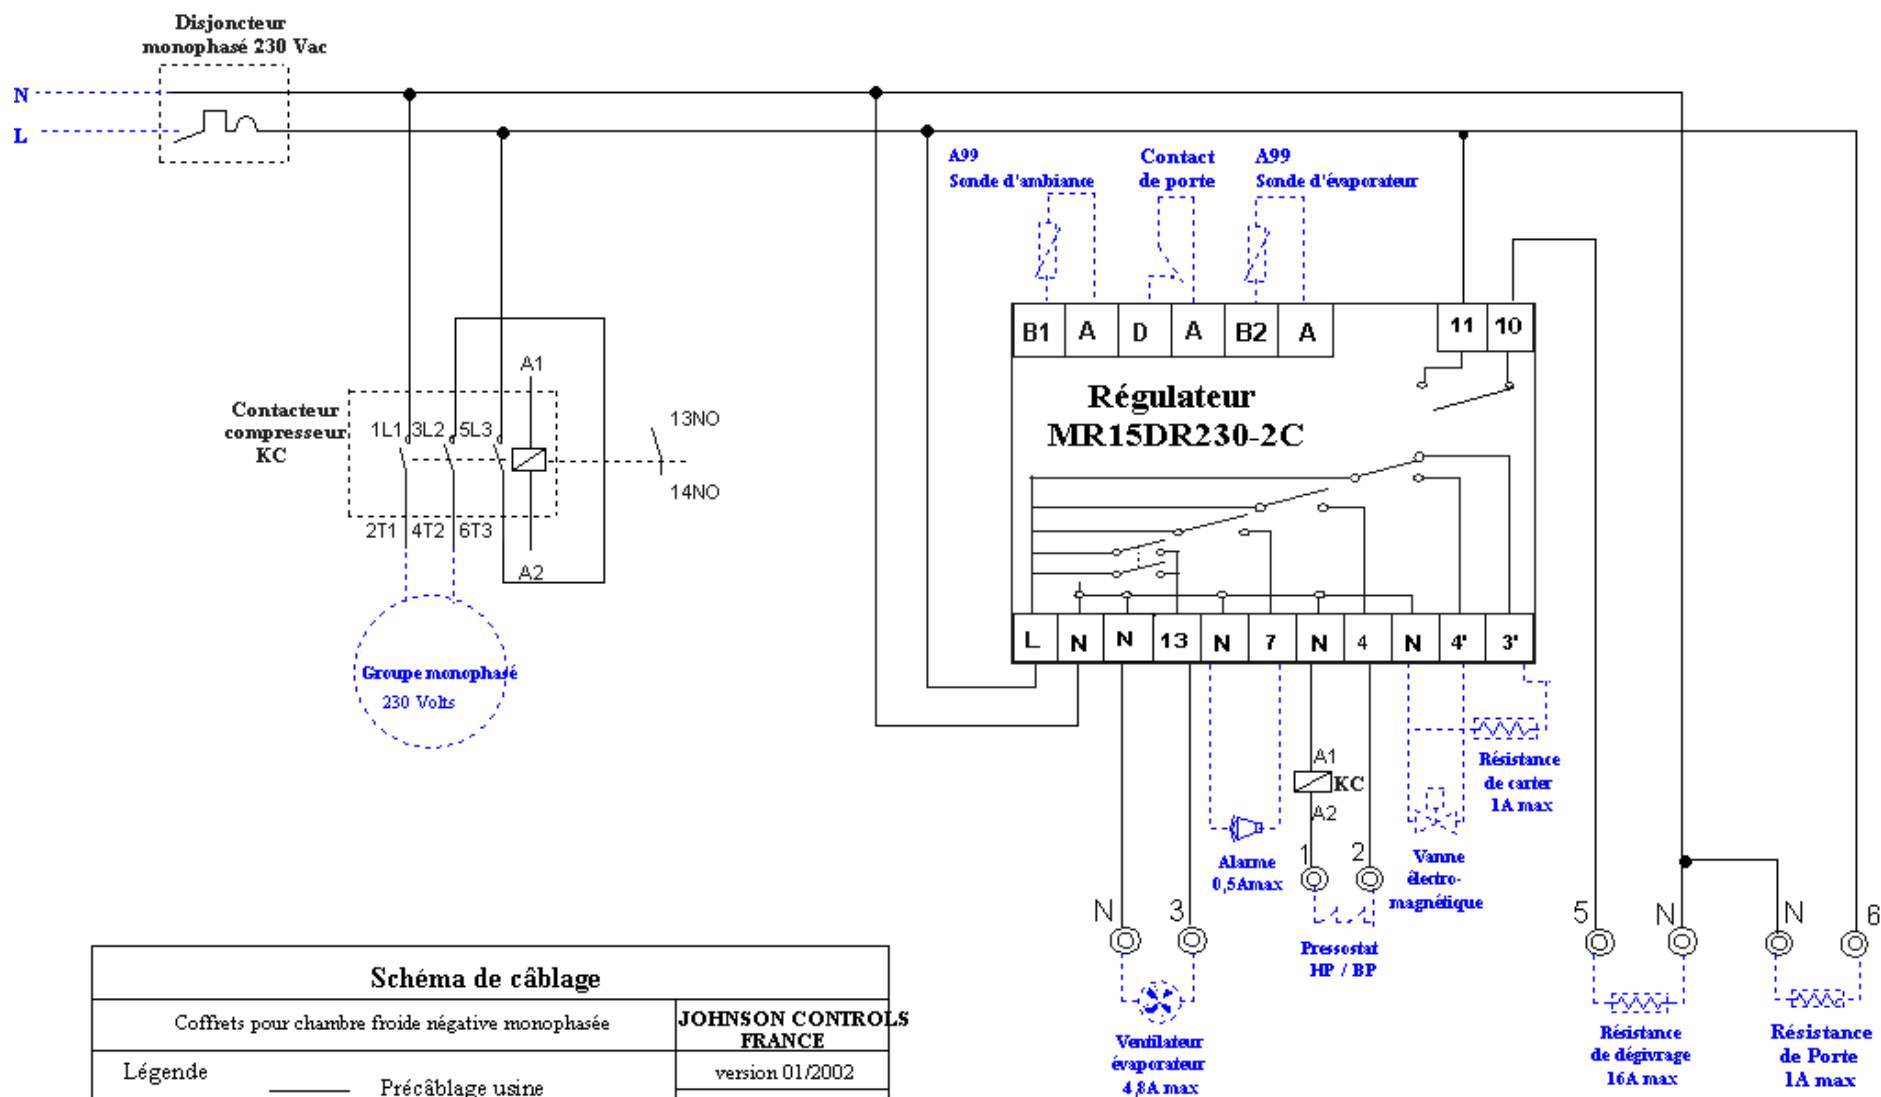 Disjoncteur
monophasé 230 Vac
N
L
A99
Sonde d'ambiance
Contact
de porte
A99
Sonde d'évaporateur
B1 A D A B2 A
11 10
Régulateur
MR15DR230-2C
A1
Contacteur
compresseur
KC
1L1 3L2 5L3
13NO
14NO
2T1 4T2 6T3
A2
Groupe monophasé
230 Volts
L N N 13 N 7 N 4 N 4' 3'
A1
KC
A2
Résistance
de carter
1A max
1 2
Alarme
0,5Amax
Vanne
électro-
magnétique
N 3
Pressostat
HP / BP
5 N N 6
Ventilateur
évaporateur
4,8A max
Résistance
de dégivrage
16A max
Résistance
de Porte
1A max
Schéma de câblage
Coffrets pour chambre froide négative monophasée
JOHNSON CONTROLS
FRANCE
Légende
version 01/2002
Précâblage usine